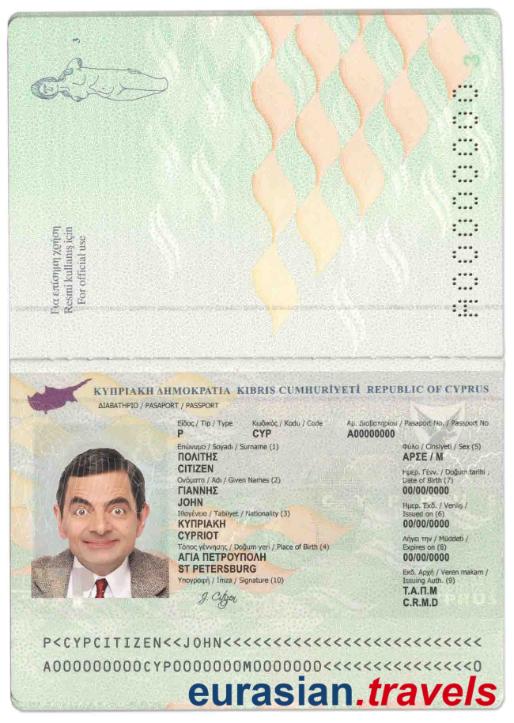 3
A00000000 3
Για επίσημη χρήση
Resmi kullanış için
For official use
ΚΥΠΡΙΑΚΗ ΔΗΜΟΚΡΑΤΙΑ KIBRIS CUMHURİYETİ REPUBLIC OF CYPRUS
ΔΙΑΒΑΤΗΡΙΟ / PASAPORT / PASSPORT
Είδος / Tip / Type Κωδικός / Kodu / Code Αρ. Διαβατηρίου / Pasaport No. / Passport No
P CYP A00000000
Επώνυμο / Soyadı / Surname (1) Φύλο / Cinsiyeti / Sex (5)
ΠΟΛΙΤΗΣ ΑΡΣΕ / M
CITIZEN
Ονόματα / Adı / Given Names (2) Ημερ. Γένν. / Doğum tarihi / Date of Birth (7)
ΓΙΑΝΝΗΣ 00/00/0000
JOHN
Ιθαγένεια / Tabiiyet / Nationality (3) Ημερ. Έκδ. / Veriliş / Issued on (6)
ΚΥΠΡΙΑΚΗ 00/00/0000
CYPRIOT
Τόπος γέννησης / Doğum yeri / Place of Birth (4) Λήγει την / Müddeti / Expires on (8)
ΑΓΙΑ ΠΕΤΡΟΥΠΟΛΗ 00/00/0000
ST PETERSBURG
Υπογραφή / İmza / Signature (10) Εκδ. Αρχή / Veren makam / Issuing Auth. (9)
J. Citizen Τ.Α.Π.Μ
C.R.M.D
P<CYPCITIZEN<<JOHN<<<<<<<<<<<<<<<<<<<<<<<<<<
A000000000CYP0000000M0000000<<<<<<<<<<<<<<<0
eurasian.travels